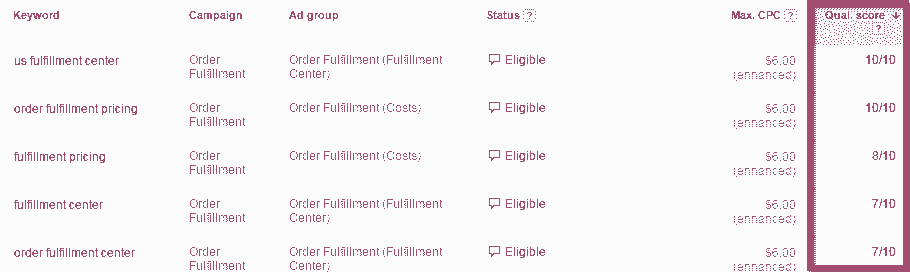 Keyword Campaign Ad group Status ? Max. CPC ? Qual. score ↓
?
us fulfillment center Order Order Fulfillment (Fulfillment Eligible $6.00 10/10
Fulfillment Center) (enhanced)
order fulfillment pricing Order Order Fulfillment (Costs) Eligible $6.00 10/10
Fulfillment (enhanced)
fulfillment pricing Order Order Fulfillment (Costs) Eligible $6.00 8/10
Fulfillment (enhanced)
fulfillment center Order Order Fulfillment (Fulfillment Eligible $6.00 7/10
Fulfillment Center) (enhanced)
order fulfillment center Order Order Fulfillment (Fulfillment Eligible $6.00 7/10
Fulfillment Center) (enhanced)